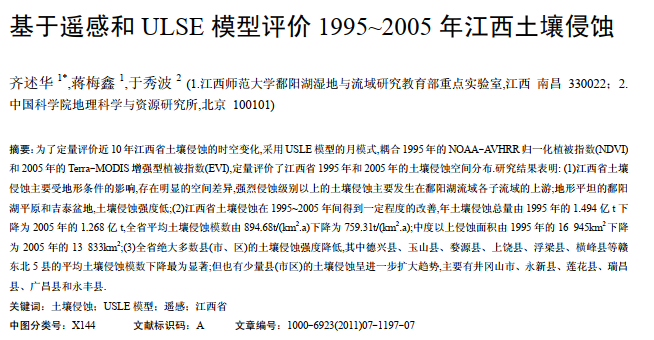 基于遥感和 ULSE 模型评价 1995~2005 年江西土壤侵蚀
齐述华 1*,蒋梅鑫 1,于秀波 2 (1.江西师范大学鄱阳湖湿地与流域研究教育部重点实验室,江西 南昌 330022；2.
中国科学院地理科学与资源研究所,北京 100101)
摘要：为了定量评价近 10 年江西省土壤侵蚀的时空变化,采用 USLE 模型的月模式,耦合 1995 年的 NOAA-AVHRR 归一化植被指数(NDVI)
和 2005 年的 Terra-MODIS 增强型植被指数(EVI),定量评价了江西省 1995 年和 2005 年的土壤侵蚀空间分布.研究结果表明: (1)江西省土壤
侵蚀主要受地形条件的影响,存在明显的空间差异,强烈侵蚀级别以上的土壤侵蚀主要发生在鄱阳湖流域各子流域的上游;地形平坦的鄱阳
湖平原和吉泰盆地,土壤侵蚀强度低;(2)江西省土壤侵蚀在 1995~2005 年间得到一定程度的改善,年土壤侵蚀总量由 1995 年的 1.494 亿 t 下
降为 2005 年的 1.268 亿 t,全省平均土壤侵蚀模数由 894.68t/(km².a)下降为 759.31t/(km².a);中度以上侵蚀面积由 1995 年的 16 945km² 下降
为 2005 年的 13 833km²;(3)全省绝大多数县(市、区)的土壤侵蚀强度降低,其中德兴县、玉山县、婺源县、上饶县、浮梁县、横峰县等赣
东北 5 县的平均土壤侵蚀模数下降最为显著;但也有少量县(市区)的土壤侵蚀呈进一步扩大趋势,主要有井冈山市、永新县、莲花县、瑞昌
县、广昌县和永丰县.
关键词：土壤侵蚀；USLE 模型；遥感；江西省
中图分类号：X144 文献标识码：A 文章编号：1000-6923(2011)07-1197-07